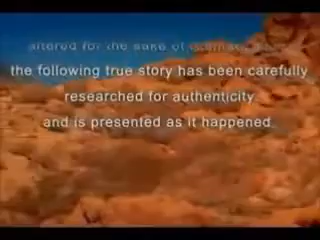 altered for the sake of
the following true story has been carefully
researched for authenticity
and is presented as it happened.